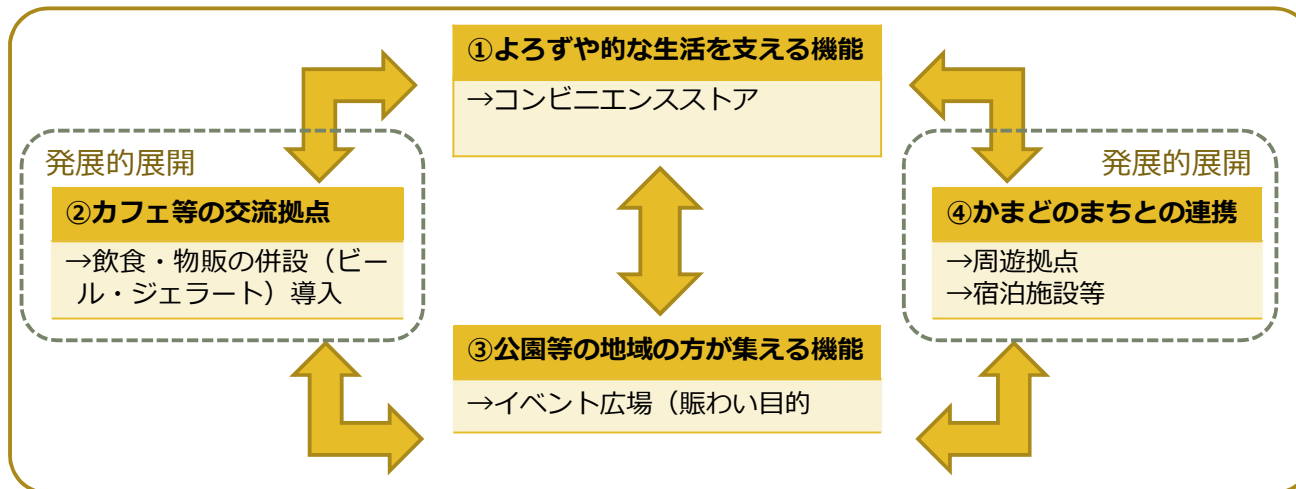 ①よろずや的な生活を支える機能
→コンビニエンスストア
発展的展開
②カフェ等の交流拠点
→飲食・物販の併設（ビー
ル・ジェラート）導入
③公園等の地域の方が集える機能
→イベント広場（賑わい目的
発展的展開
④かまどのまちとの連携
→周遊拠点
→宿泊施設等